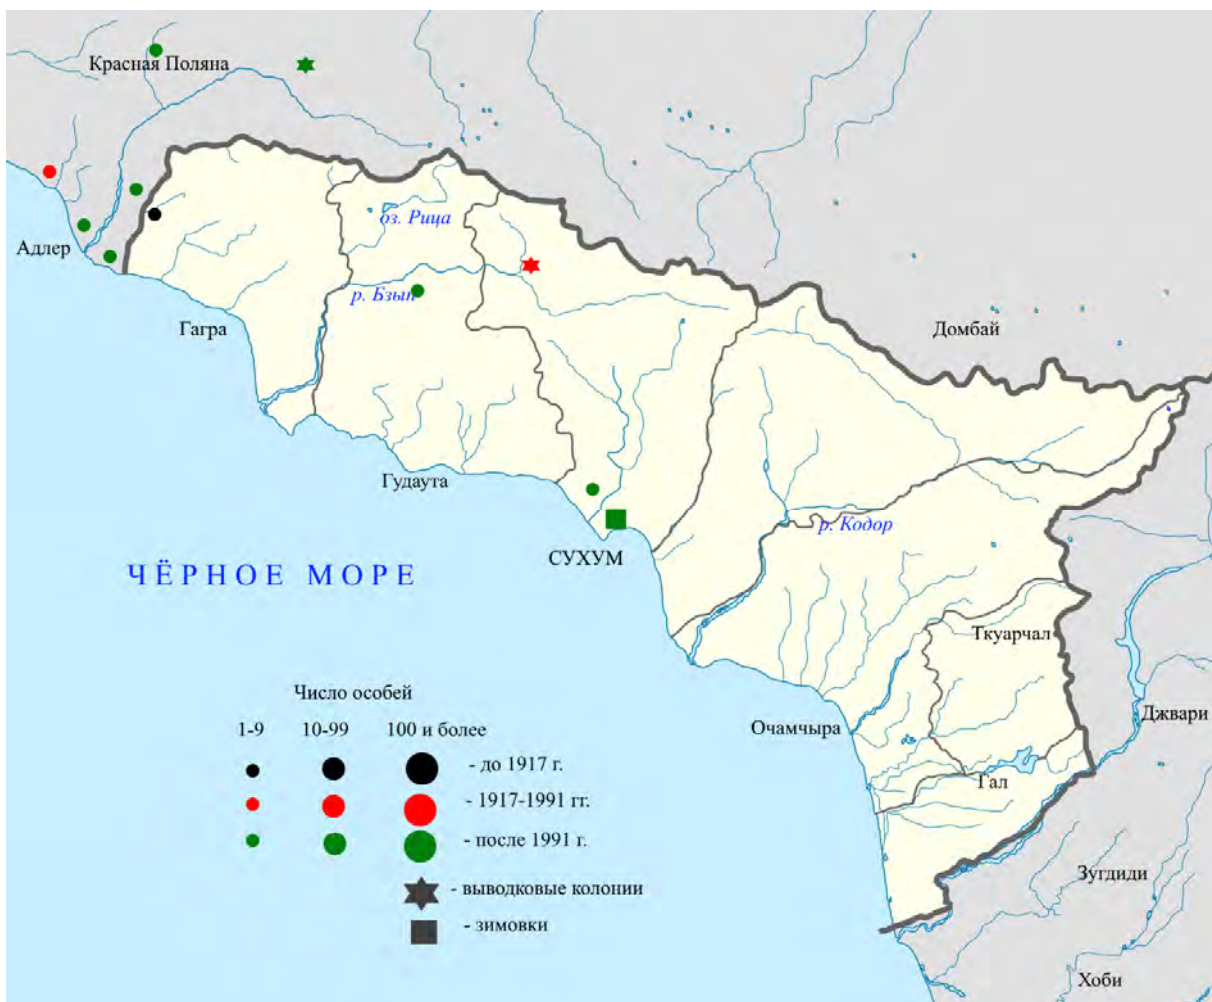 Красная Поляна
оз. Рица
Адлер
р. Бзып
Гагра
Домбай
Гудаута
р. Кодор
СУХУМ
ЧЁРНОЕ МОРЕ
Ткуарчал
Число особей
Джвари
1-9 10-99 100 и более
Очамчыра
- до 1917 г.
Гал
- 1917-1991 гг.
- после 1991 г.
Зугдиди
- выводковые колонии
- зимовки
Хоби